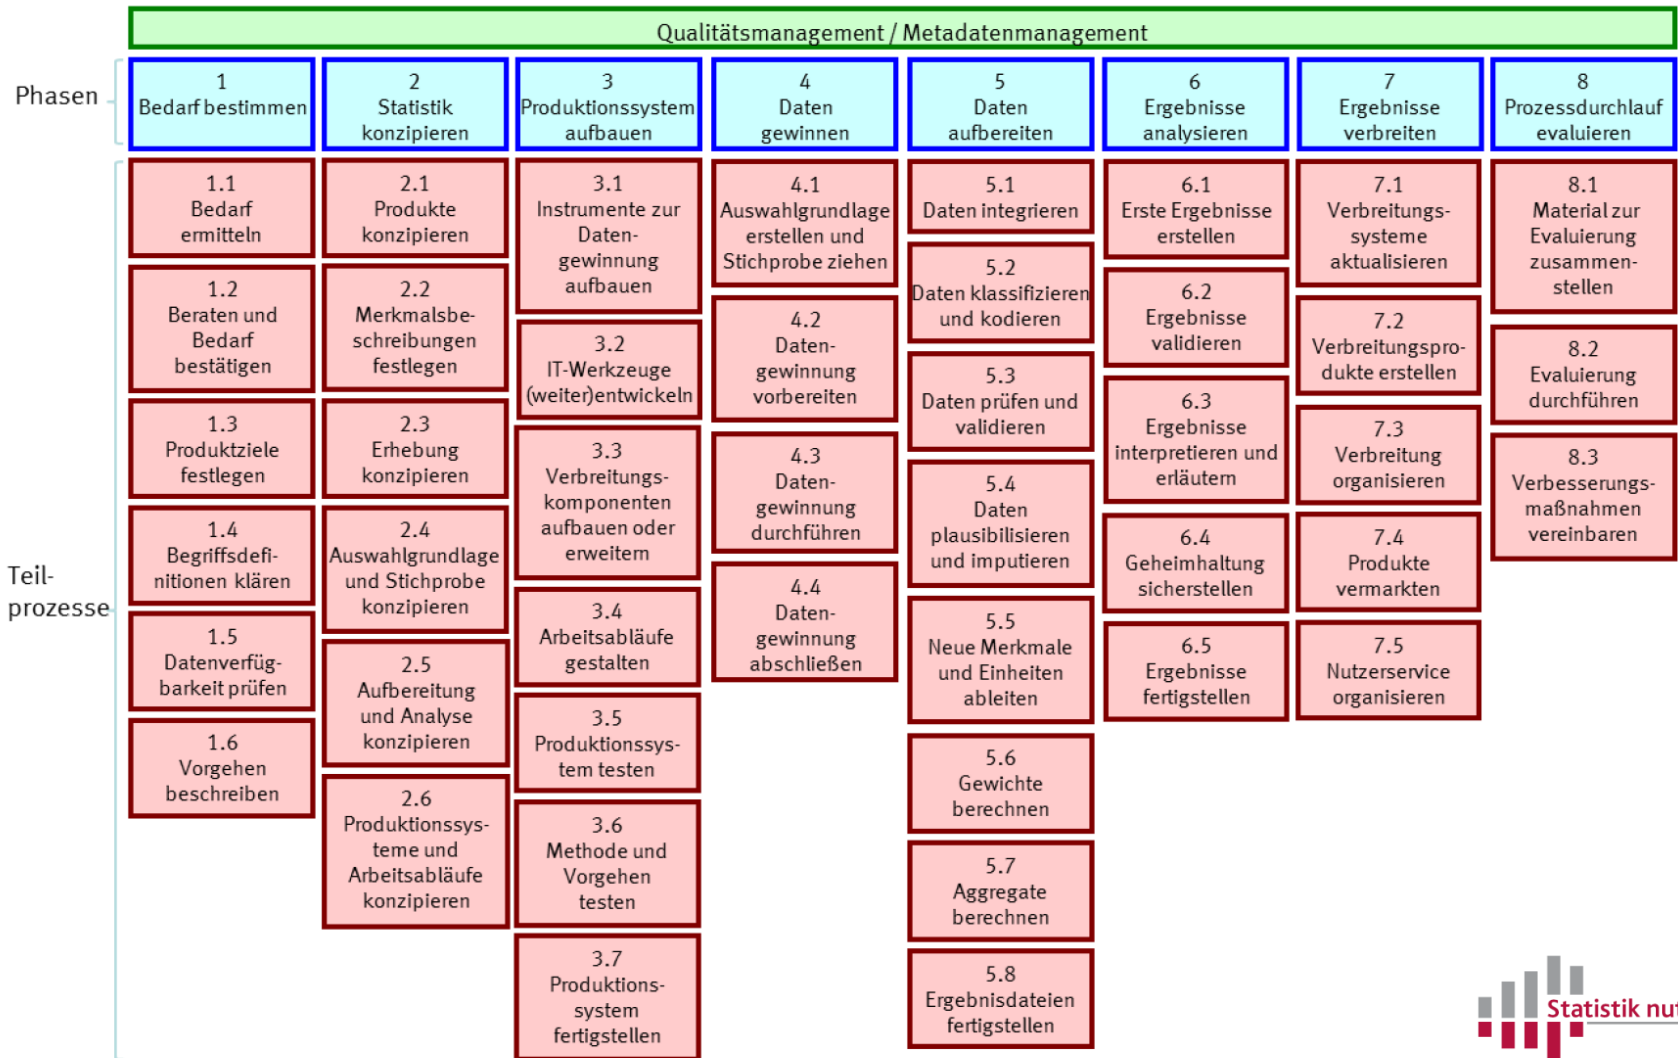 Qualitätsmanagement / Metadatenmanagement
Phasen
1
Bedarf bestimmen
2
Statistik
konzipieren
3
Produktionssystem
aufbauen
4
Daten
gewinnen
5
Daten
aufbereiten
6
Ergebnisse
analysieren
7
Ergebnisse
verbreiten
8
Prozessdurchlauf
evaluieren
Teil-
prozesse
1.1
Bedarf
ermitteln
1.2
Beraten und
Bedarf
bestätigen
1.3
Produktziele
festlegen
1.4
Begriffsdefi-
nitionen klären
1.5
Datenverfüg-
barkeit prüfen
1.6
Vorgehen
beschreiben
2.1
Produkte
konzipieren
2.2
Merkmalsbe-
schreibungen
festlegen
2.3
Erhebung
konzipieren
2.4
Auswahlgrundlage
und Stichprobe
konzipieren
2.5
Aufbereitung
und Analyse
konzipieren
2.6
Produktionssys-
teme und
Arbeitsabläufe
konzipieren
3.1
Instrumente zur
Daten-
gewinnung
aufbauen
3.2
IT-Werkzeuge
(weiter)entwickeln
3.3
Verbreitungs-
komponenten
aufbauen oder
erweitern
3.4
Arbeitsabläufe
gestalten
3.5
Produktionssys-
tem testen
3.6
Methode und
Vorgehen
testen
3.7
Produktions-
system
fertigstellen
4.1
Auswahlgrundlage
erstellen und
Stichprobe ziehen
4.2
Daten-
gewinnung
vorbereiten
4.3
Daten-
gewinnung
durchführen
4.4
Daten-
gewinnung
abschließen
5.1
Daten integrieren
5.2
Daten klassifizieren
und kodieren
5.3
Daten prüfen und
validieren
5.4
Daten
plausibilisieren
und imputieren
5.5
Neue Merkmale
und Einheiten
ableiten
5.6
Gewichte
berechnen
5.7
Aggregate
berechnen
5.8
Ergebnisdateien
fertigstellen
6.1
Erste Ergebnisse
erstellen
6.2
Ergebnisse
validieren
6.3
Ergebnisse
interpretieren und
erläutern
6.4
Geheimhaltung
sicherstellen
6.5
Ergebnisse
fertigstellen
7.1
Verbreitungs-
systeme
aktualisieren
7.2
Verbreitungspro-
dukte erstellen
7.3
Verbreitung
organisieren
7.4
Produkte
vermarkten
7.5
Nutzerservice
organisieren
8.1
Material zur
Evaluierung
zusammen-
stellen
8.2
Evaluierung
durchführen
8.3
Verbesserungs-
maßnahmen
vereinbaren
Statistik